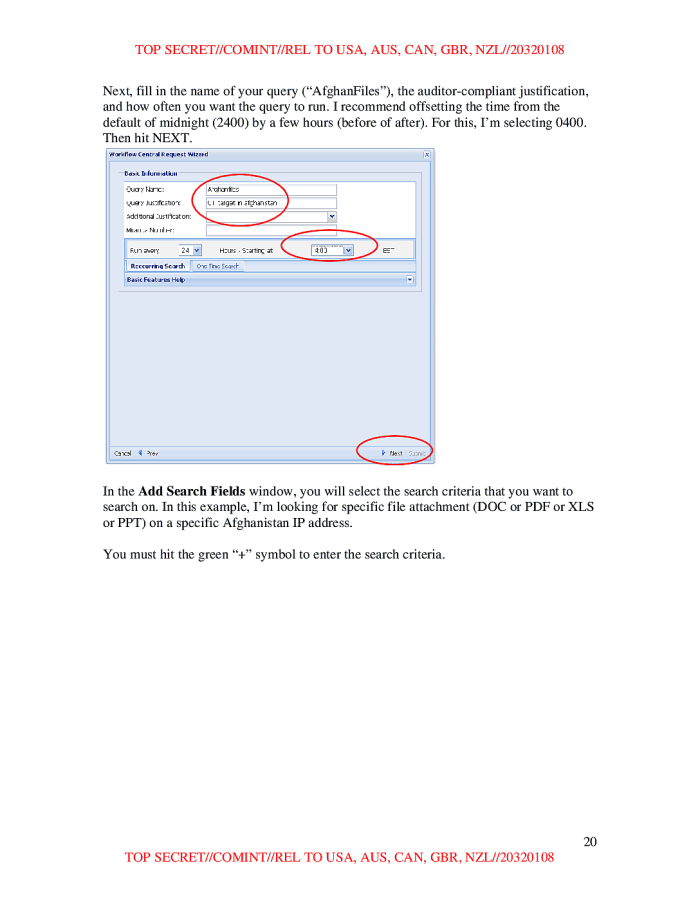 TOP SECRET//COMINT//REL TO USA, AUS, CAN, GBR, NZL//20320108
Next, fill in the name of your query (“AfghanFiles”), the auditor-compliant justification,
and how often you want the query to run. I recommend offsetting the time from the
default of midnight (2400) by a few hours (before of after). For this, I’m selecting 0400.
Then hit NEXT.
Workflow Central Request Wizard
Basic Information
Query Name:
Query Justification: CT target in afghanistan
Additional Justification:
Number:
Run every 24 Hours - Starting at 4:00 EST
Reccurring Search One Time Search
Basic Features Help
Cancel Prev Next Submit
In the Add Search Fields window, you will select the search criteria that you want to
search on. In this example, I’m looking for specific file attachment (DOC or PDF or XLS
or PPT) on a specific Afghanistan IP address.
You must hit the green “+” symbol to enter the search criteria.
20
TOP SECRET//COMINT//REL TO USA, AUS, CAN, GBR, NZL//20320108